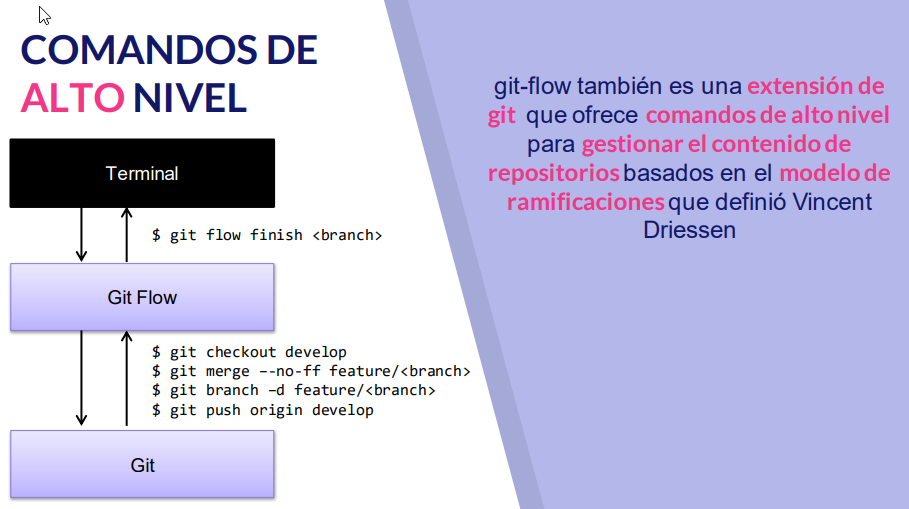 COMANDOS DE
ALTO NIVEL
Terminal
$ git flow finish <branch>
Git Flow
$ git checkout develop
$ git merge –-no-ff feature/<branch>
$ git branch –d feature/<branch>
$ git push origin develop
Git
git-flow también es una extensión de
git que ofrece comandos de alto nivel
para gestionar el contenido de
repositorios basados en el modelo de
ramificaciones que definió Vincent
Driessen